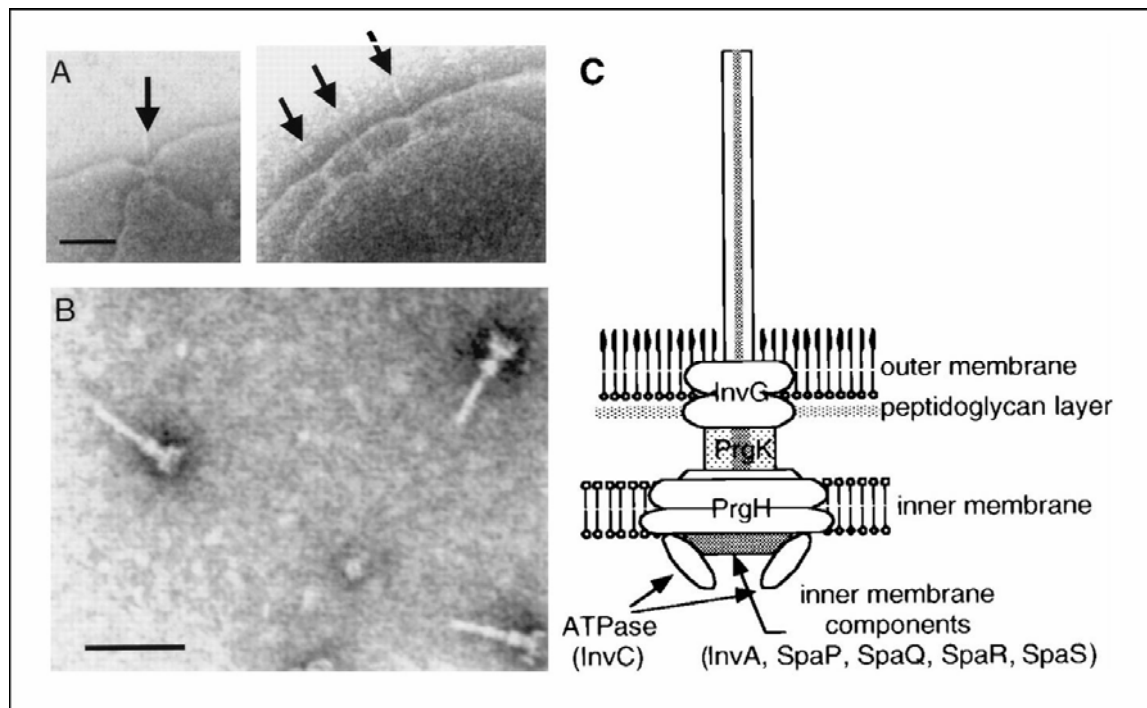 A
B
C
InvG
PrgK
PrgH
outer membrane
peptidoglycan layer
inner membrane
ATPase
(InvC)
inner membrane
components
(InvA, SpaP, SpaQ, SpaR, SpaS)